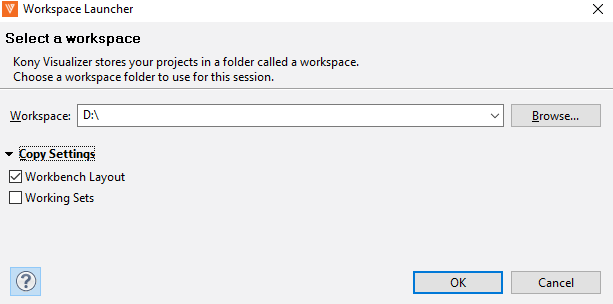 Workspace Launcher
Select a workspace
Kony Visualizer stores your projects in a folder called a workspace.
Choose a workspace folder to use for this session.
Workspace: D:\ Browse...
Copy Settings
Workbench Layout
Working Sets
? OK Cancel